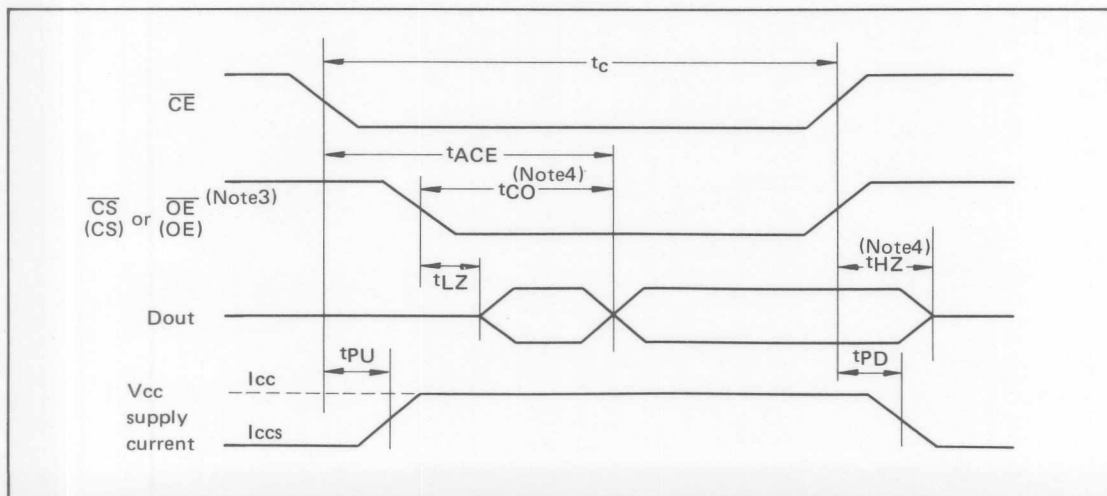 tC
CE
tACE
(Note4)
tCO
CS or OE (Note3)
(CS) (OE)
(Note4)
tLZ
tHZ
Dout
tPU
tPD
Vcc
supply
current
Icc
Iccs